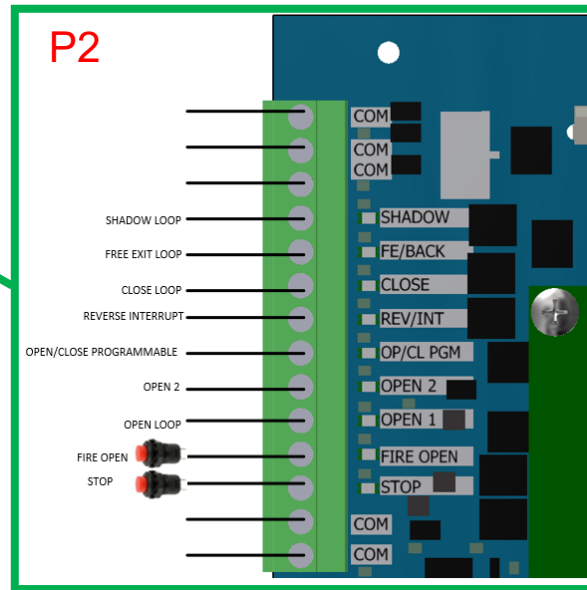 P2
COM
COM
COM
SHADOW LOOP
SHADOW
FREE EXIT LOOP
FE/BACK
CLOSE LOOP
CLOSE
REVERSE INTERRUPT
REV/INT
OPEN/CLOSE PROGRAMMABLE
OP/CL PGM
OPEN 2
OPEN 2
OPEN LOOP
OPEN 1
FIRE OPEN
FIRE OPEN
STOP
STOP
COM
COM